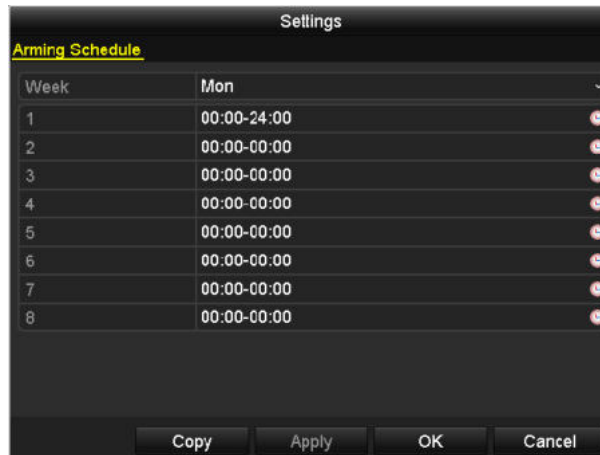 Settings
Arming Schedule
Week Mon
1 00:00-24:00
2 00:00-00:00
3 00:00-00:00
4 00:00-00:00
5 00:00-00:00
6 00:00-00:00
7 00:00-00:00
8 00:00-00:00
Copy Apply OK Cancel